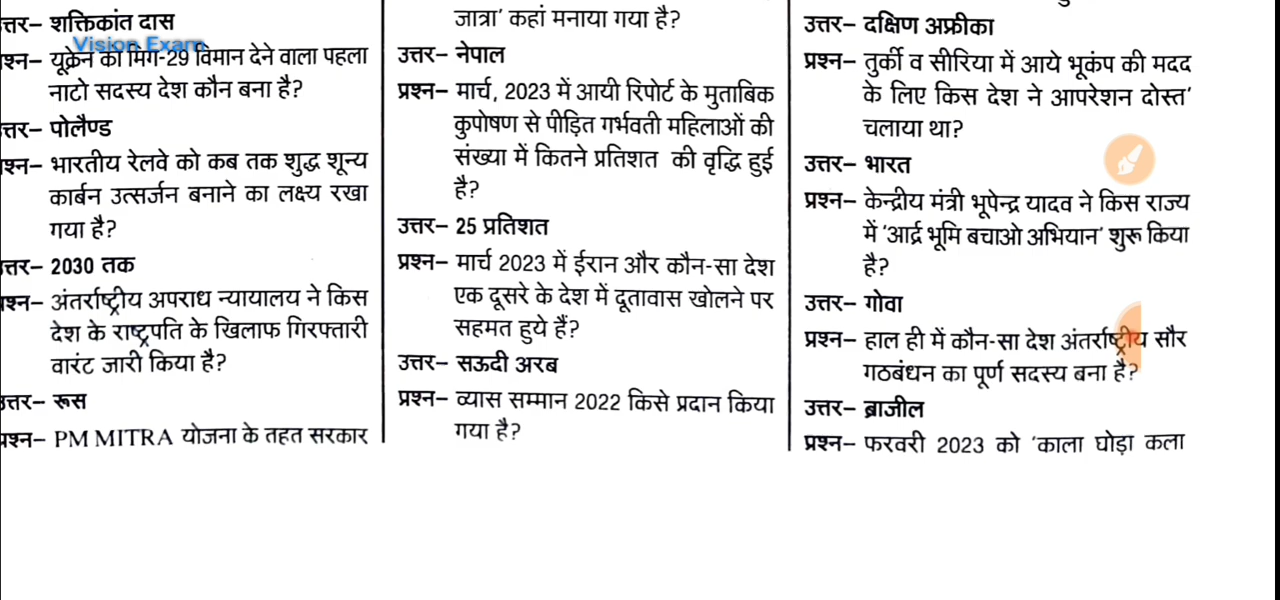 त्तर– शक्तिकांत दास
Vision Exam
श्न– यूक्रेन को मिग-29 विमान देने वाला पहला
नाटो सदस्य देश कौन बना है?
त्तर– पोलैण्ड
श्न– भारतीय रेलवे को कब तक शुद्ध शून्य
कार्बन उत्सर्जन बनाने का लक्ष्य रखा
गया है?
त्तर– 2030 तक
श्न– अंतर्राष्ट्रीय अपराध न्यायालय ने किस
देश के राष्ट्रपति के खिलाफ गिरफ्तारी
वारंट जारी किया है?
उत्तर– रूस
प्रश्न– PM MITRA योजना के तहत सरकार
जात्रा’ कहां मनाया गया है?
उत्तर– नेपाल
प्रश्न– मार्च, 2023 में आयी रिपोर्ट के मुताबिक
कुपोषण से पीड़ित गर्भवती महिलाओं की
संख्या में कितने प्रतिशत की वृद्धि हुई
है?
उत्तर– 25 प्रतिशत
प्रश्न– मार्च 2023 में ईरान और कौन-सा देश
एक दूसरे के देश में दूतावास खोलने पर
सहमत हुये हैं?
उत्तर– सऊदी अरब
प्रश्न– व्यास सम्मान 2022 किसे प्रदान किया
गया है?
उत्तर– दक्षिण अफ्रीका
प्रश्न– तुर्की व सीरिया में आये भूकंप की मदद
के लिए किस देश ने आपरेशन दोस्त’
चलाया था?
उत्तर– भारत
प्रश्न– केन्द्रीय मंत्री भूपेन्द्र यादव ने किस राज्य
में ‘आर्द्र भूमि बचाओ अभियान’ शुरू किया
है?
उत्तर– गोवा
प्रश्न– हाल ही में कौन-सा देश अंतर्राष्ट्रीय सौर
गठबंधन का पूर्ण सदस्य बना है?
उत्तर– ब्राजील
प्रश्न– फरवरी 2023 को ‘काला घोड़ा कला